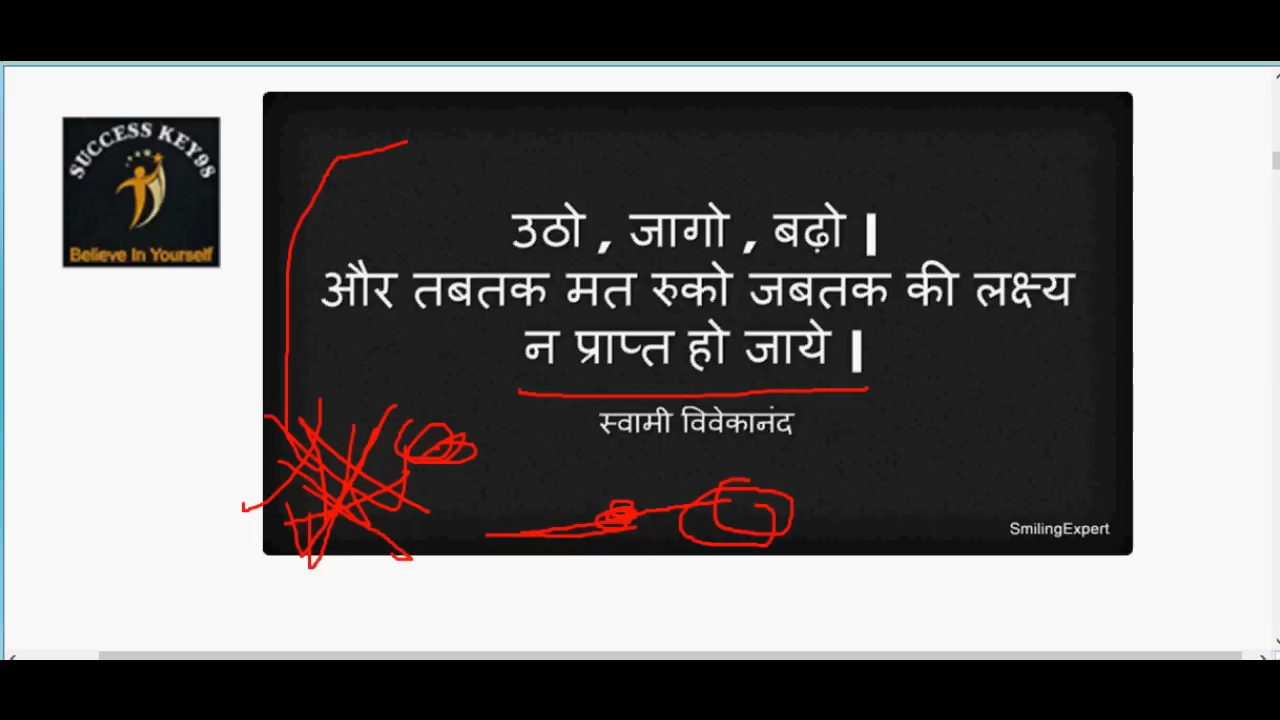 SUCCESS KEY98
Believe In Yourself
उठो , जागो , बढ़ो |
और तबतक मत रुको जबतक की लक्ष्य
न प्राप्त हो जाये |
स्वामी विवेकानंद
SmilingExpert